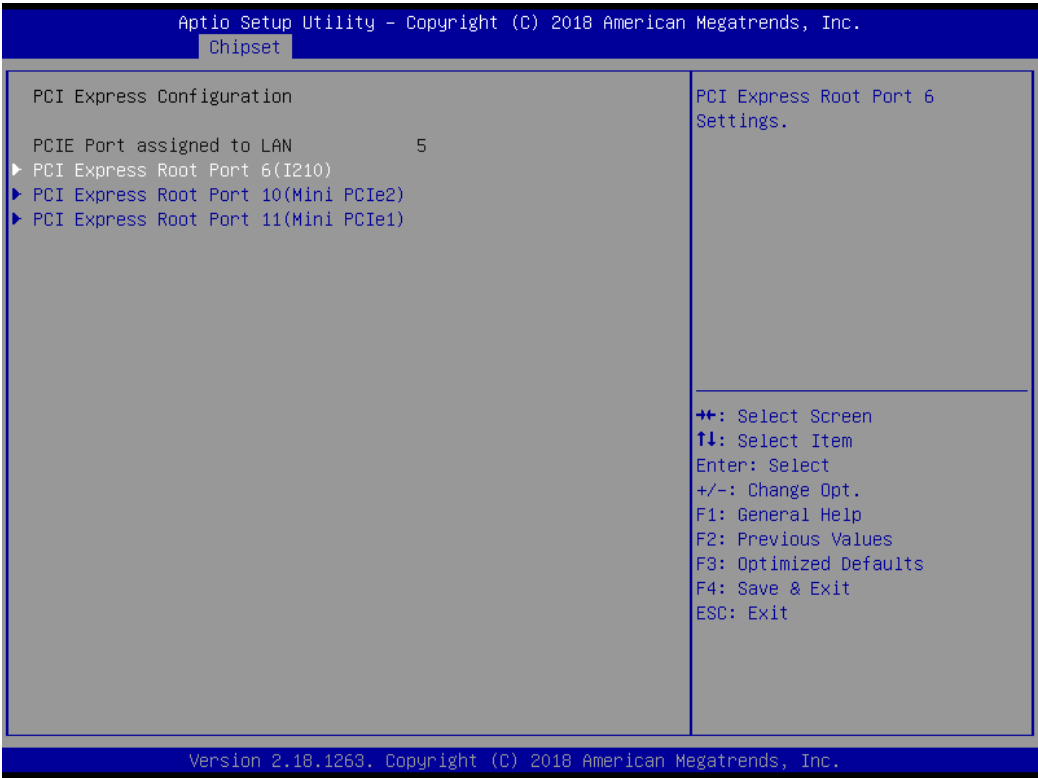 Aptio Setup Utility – Copyright (C) 2018 American Megatrends, Inc.
Chipset
PCI Express Configuration
PCIE Port assigned to LAN 5
▶ PCI Express Root Port 6(I210)
▶ PCI Express Root Port 10(Mini PCIe2)
▶ PCI Express Root Port 11(Mini PCIe1)
PCI Express Root Port 6
Settings.
→←: Select Screen
↑↓: Select Item
Enter: Select
+/-: Change Opt.
F1: General Help
F2: Previous Values
F3: Optimized Defaults
F4: Save & Exit
ESC: Exit
Version 2.18.1263. Copyright (C) 2018 American Megatrends, Inc.